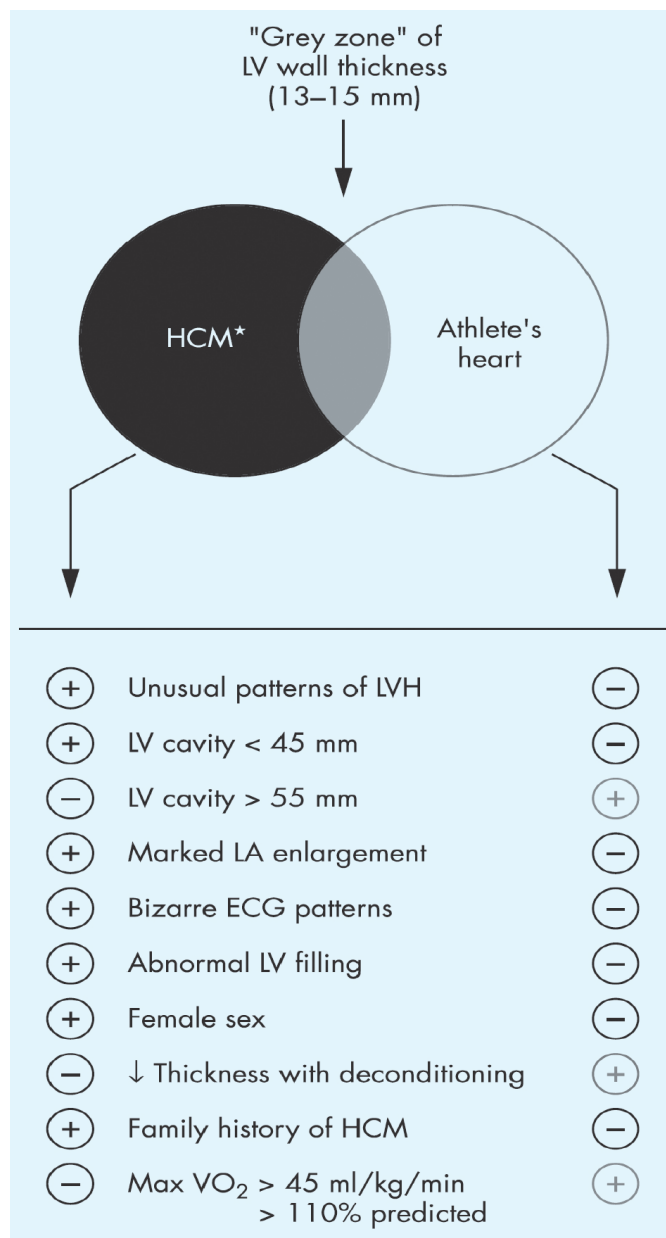 "Grey zone" of
LV wall thickness
(13–15 mm)
HCM★
Athlete's
heart
+ Unusual patterns of LVH −
+ LV cavity < 45 mm −
− LV cavity > 55 mm +
+ Marked LA enlargement −
+ Bizarre ECG patterns −
+ Abnormal LV filling −
+ Female sex −
− ↓ Thickness with deconditioning +
+ Family history of HCM −
− Max VO₂ > 45 ml/kg/min +
> 110% predicted